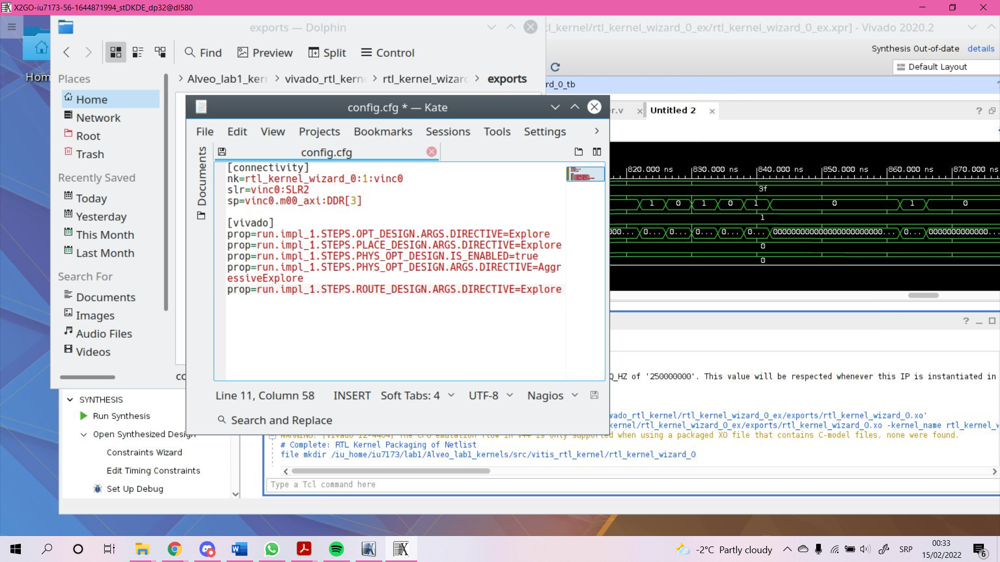 X2GO-iu7173-56-1644871994_stDKDE_dp32@dl580
exports — Dolphin
tl_kernel/rtl_kernel_wizard_0_ex/rtl_kernel_wizard_0_ex.xpr] - Vivado 2020.2
Find
Preview
Split
Control
Synthesis Out-of-date details
Default Layout
Home
Places
Alveo_lab1_ker
vivado_rtl_kern
rtl_kernel_wizar
exports
rd_0_tb
Home
Network
Root
Trash
Recently Saved
Today
Yesterday
This Month
Last Month
Search For
Documents
Images
Audio Files
Videos
config.cfg * — Kate
File Edit View Projects Bookmarks Sessions Tools Settings
Documents
config.cfg
[connectivity]
nk=rtl_kernel_wizard_0:1:vinc0
slr=vinc0:SLR2
sp=vinc0.m00_axi:DDR[3]
[vivado]
prop=run.impl_1.STEPS.OPT_DESIGN.ARGS.DIRECTIVE=Explore
prop=run.impl_1.STEPS.PLACE_DESIGN.ARGS.DIRECTIVE=Explore
prop=run.impl_1.STEPS.PHYS_OPT_DESIGN.IS_ENABLED=true
prop=run.impl_1.STEPS.PHYS_OPT_DESIGN.ARGS.DIRECTIVE=Aggr
essiveExplore
prop=run.impl_1.STEPS.ROUTE_DESIGN.ARGS.DIRECTIVE=Explore
Line 11, Column 58 INSERT Soft Tabs: 4 UTF-8 Nagios
Search and Replace
r.v
Untitled 2
820.000 ns 830.000 ns 840.000 ns 850.000 ns 860.000 ns 870.000 ns
3f
1 0 1 0 1 0 1 0
1
000... 0... 0... 0... 0... 0... 0000000000000000000000000 0... 0000000000000...
0
0
Q_HZ of '250000000'. This value will be respected whenever this IP is instantiated in
vado_rtl_kernel/rtl_kernel_wizard_0_ex/exports/rtl_kernel_wizard_0.xo'
kernel/rtl_kernel_wizard_0_ex/exports/rtl_kernel_wizard_0.xo -kernel_name rtl_kernel_w
WARNING: [Vivado 12-4404] The CPU emulation flow in v++ is only supported when using a packaged XO file that contains C-model files, none were found.
# Complete: RTL Kernel Packaging of Netlist
file mkdir /iu_home/iu7173/lab1/Alveo_lab1_kernels/src/vitis_rtl_kernel/rtl_kernel_wizard_0
Type a Tcl command here
SYNTHESIS
Run Synthesis
Open Synthesized Design
Constraints Wizard
Edit Timing Constraints
Set Up Debug
-2°C Partly cloudy
SRP
00:33
15/02/2022
6